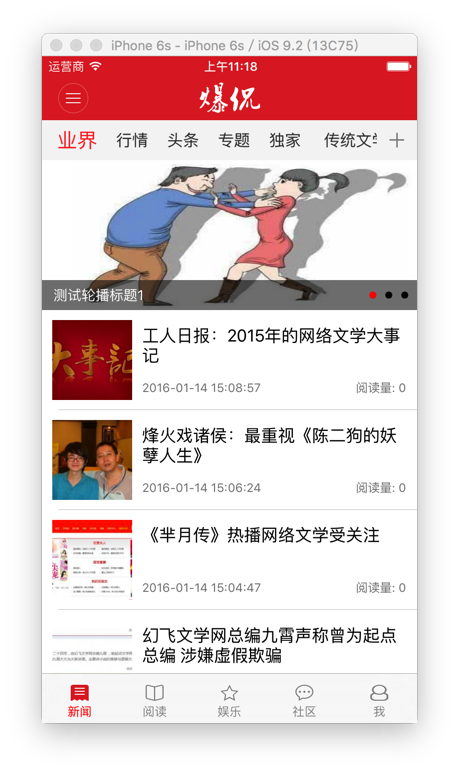 iPhone 6s - iPhone 6s / iOS 9.2 (13C75)
运营商 上午11:18
爆侃
业界 行情 头条 专题 独家 传统文学
测试轮播标题1
大事记
工人日报：2015年的网络文学大事
记
2016-01-14 15:08:57 阅读量: 0
烽火戏诸侯：最重视《陈二狗的妖
孽人生》
2016-01-14 15:06:24 阅读量: 0
《芈月传》热播网络文学受关注
2016-01-14 15:04:47 阅读量: 0
幻飞文学网总编九霄声称曾为起点
总编 涉嫌虚假欺骗
新闻 阅读 娱乐 社区 我